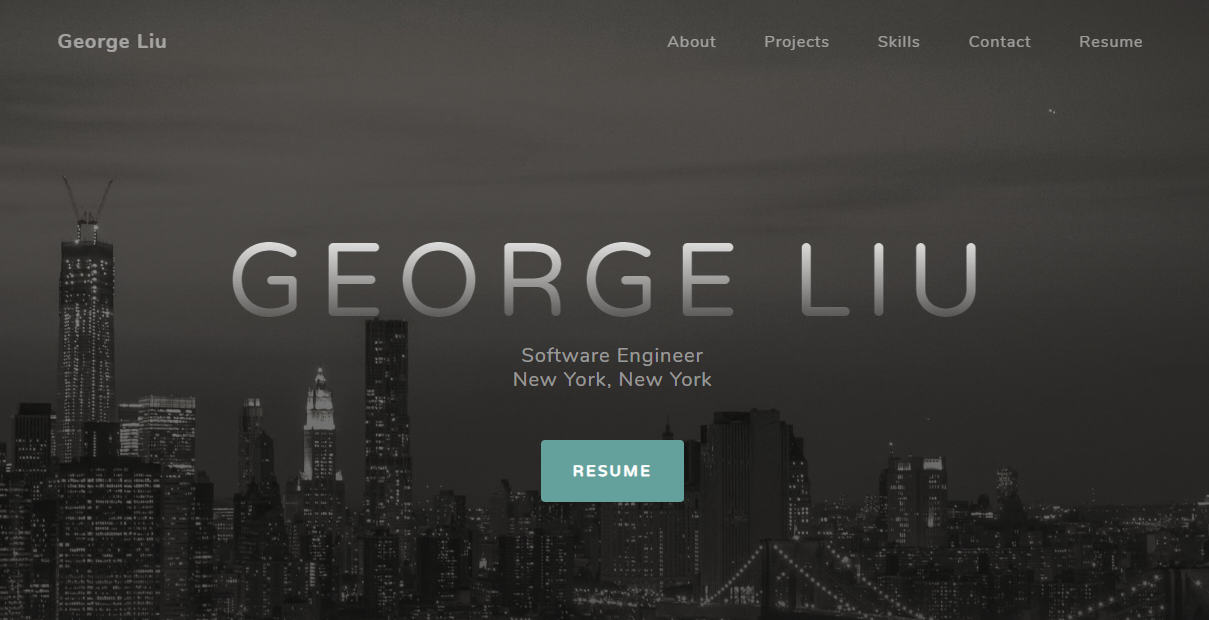 George Liu
About Projects Skills Contact Resume
GEORGE LIU
Software Engineer
New York, New York
RESUME